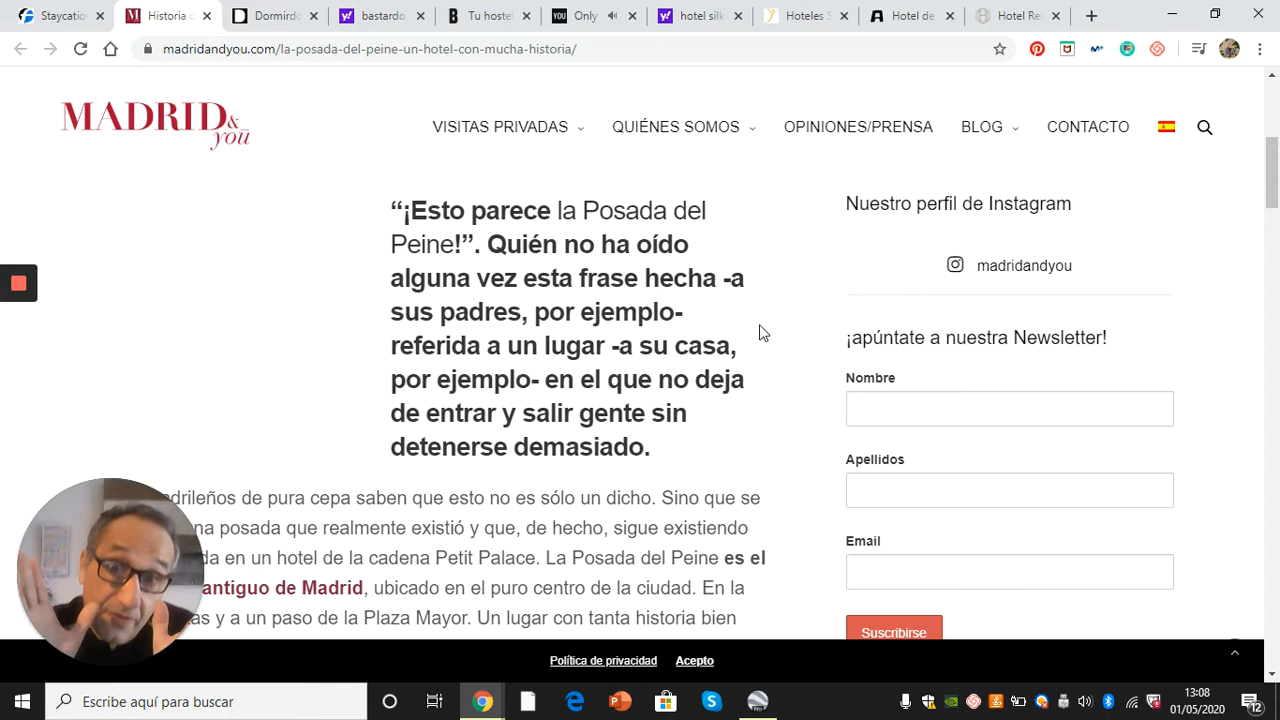 Staycatio
Historia c
Dormirdo
bastardo
Tu hosta
YOU Only
hotel sin
Hoteles S
Hotel de
Hotel Re
madridandyou.com/la-posada-del-peine-un-hotel-con-mucha-historia/
MADRID &
you
VISITAS PRIVADAS QUIÉNES SOMOS OPINIONES/PRENSA BLOG CONTACTO
“¡Esto parece la Posada del
Peine!”. Quién no ha oído
alguna vez esta frase hecha -a
sus padres, por ejemplo-
referida a un lugar -a su casa,
por ejemplo- en el que no deja
de entrar y salir gente sin
detenerse demasiado.
drileños de pura cepa saben que esto no es sólo un dicho. Sino que se
na posada que realmente existió y que, de hecho, sigue existiendo
da en un hotel de la cadena Petit Palace. La Posada del Peine es el
antiguo de Madrid, ubicado en el puro centro de la ciudad. En la
as y a un paso de la Plaza Mayor. Un lugar con tanta historia bien
Nuestro perfil de Instagram
madridandyou
¡apúntate a nuestra Newsletter!
Nombre
Apellidos
Email
Suscribirse
Política de privacidad Acepto
Escribe aquí para buscar
13:08
01/05/2020
12